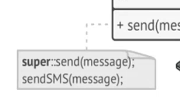 + send(mes
super::send(message);
sendSMS(message);